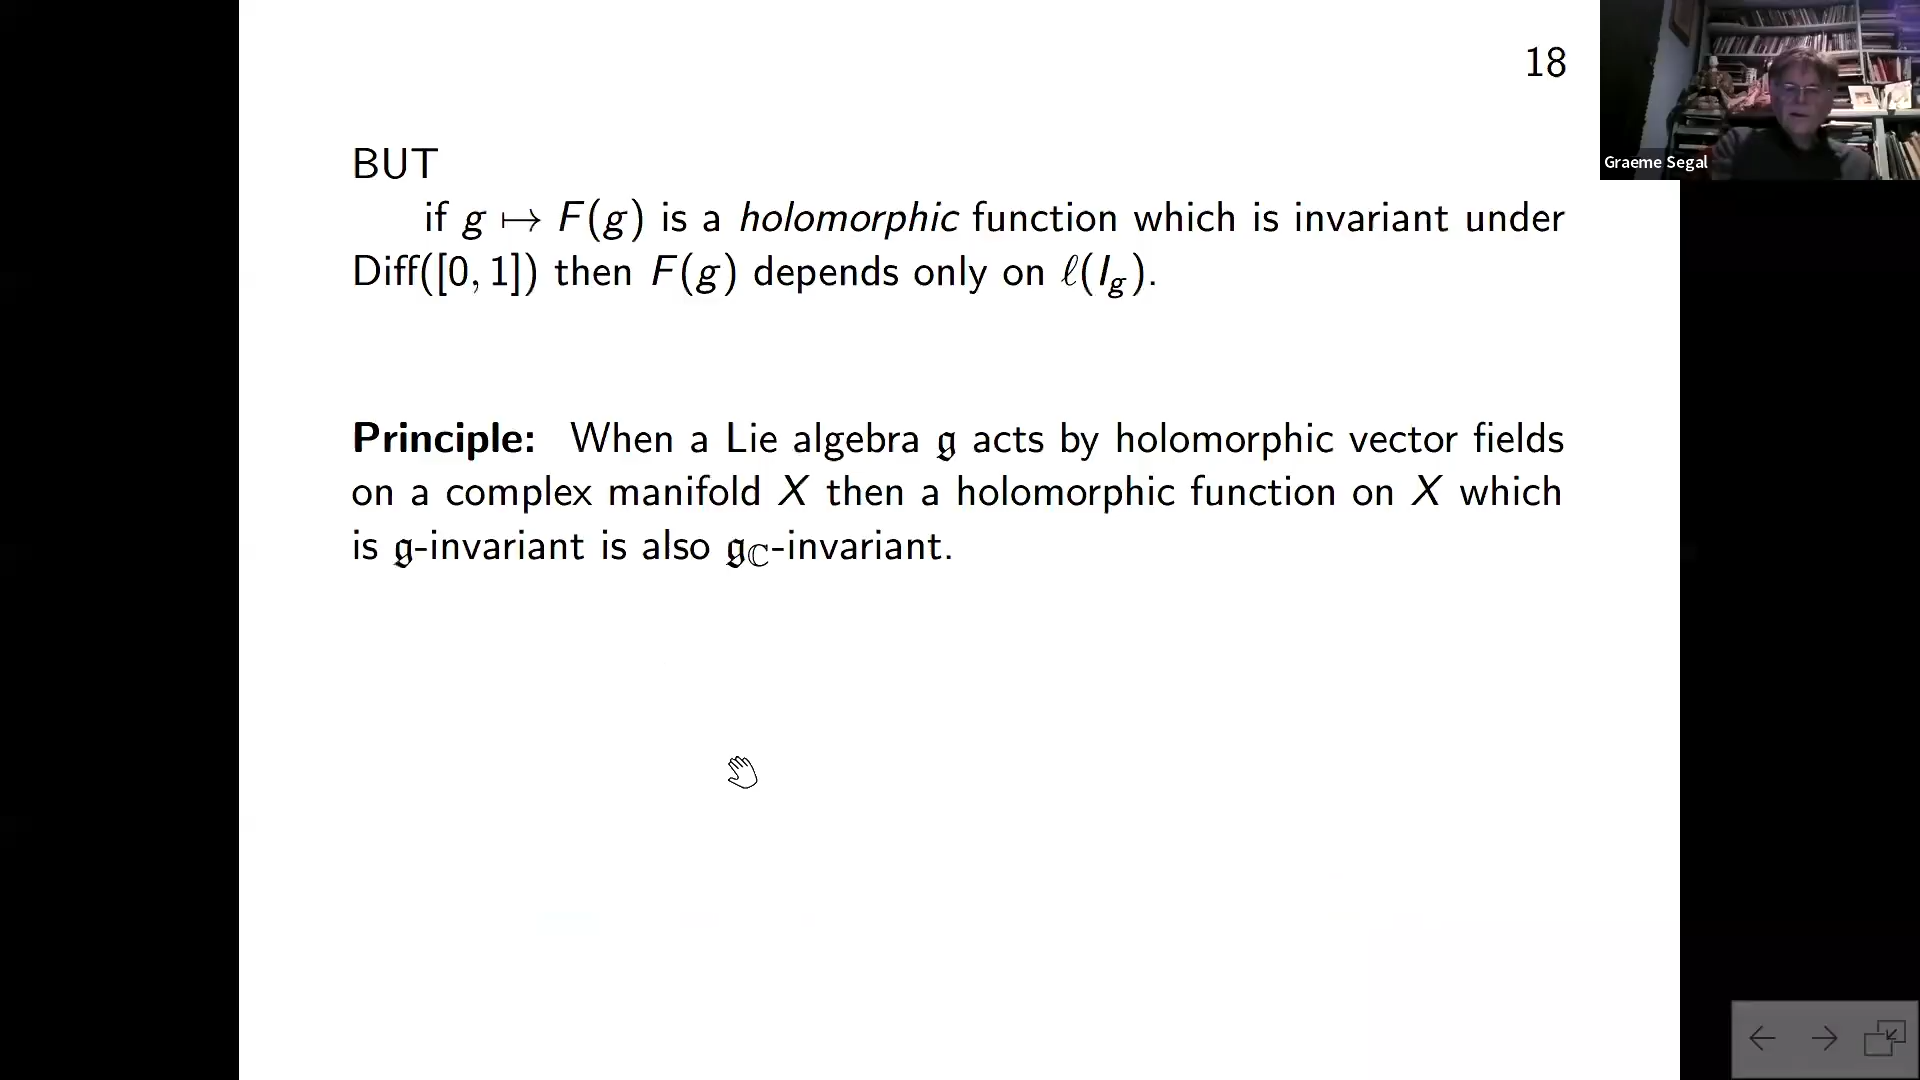 18
Graeme Segal
BUT
if g ↦ F(g) is a holomorphic function which is invariant under
Diff([0, 1]) then F(g) depends only on ℓ(I_g).
Principle: When a Lie algebra 𝔤 acts by holomorphic vector fields
on a complex manifold X then a holomorphic function on X which
is 𝔤-invariant is also 𝔤_ℂ-invariant.